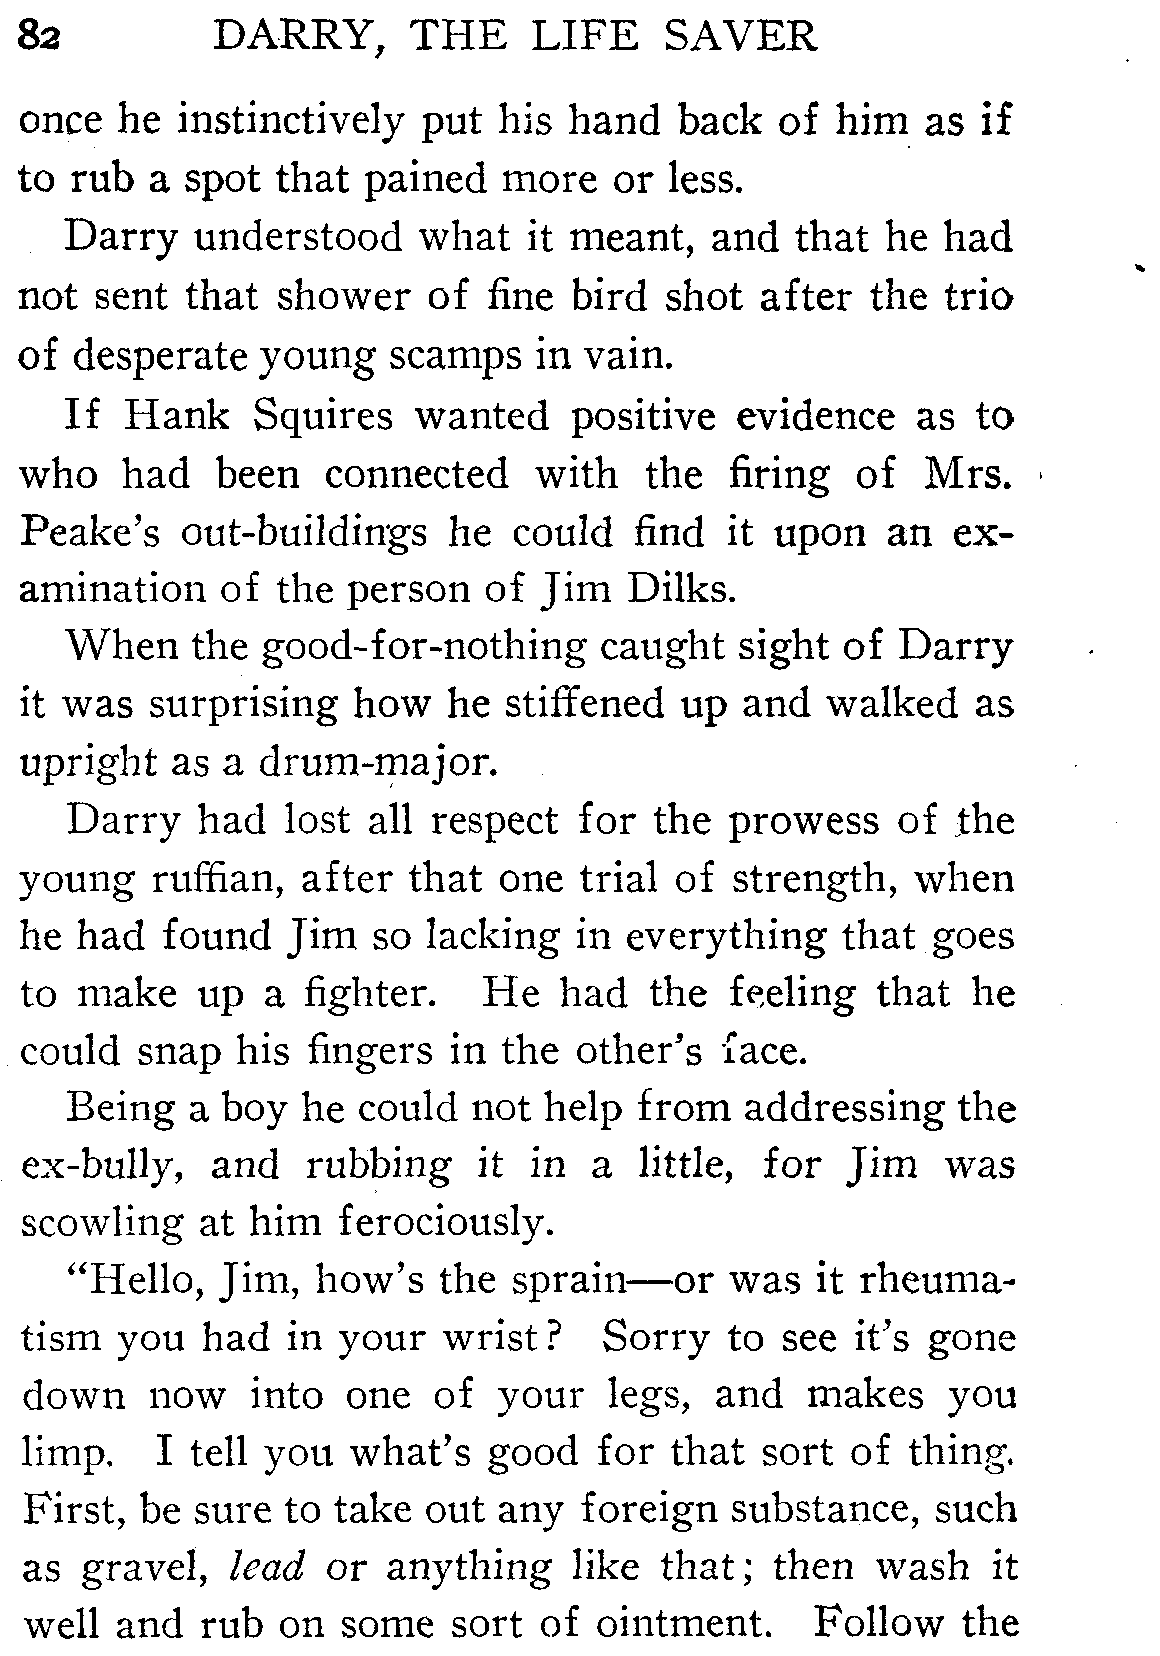 82 DARRY, THE LIFE SAVER
once he instinctively put his hand back of him as if
to rub a spot that pained more or less.
Darry understood what it meant, and that he had
not sent that shower of fine bird shot after the trio
of desperate young scamps in vain.
If Hank Squires wanted positive evidence as to
who had been connected with the firing of Mrs.
Peake's out-buildings he could find it upon an ex-
amination of the person of Jim Dilks.
When the good-for-nothing caught sight of Darry
it was surprising how he stiffened up and walked as
upright as a drum-major.
Darry had lost all respect for the prowess of the
young ruffian, after that one trial of strength, when
he had found Jim so lacking in everything that goes
to make up a fighter. He had the feeling that he
could snap his fingers in the other's face.
Being a boy he could not help from addressing the
ex-bully, and rubbing it in a little, for Jim was
scowling at him ferociously.
"Hello, Jim, how's the sprain—or was it rheuma-
tism you had in your wrist? Sorry to see it's gone
down now into one of your legs, and makes you
limp. I tell you what's good for that sort of thing.
First, be sure to take out any foreign substance, such
as gravel, lead or anything like that; then wash it
well and rub on some sort of ointment. Follow the